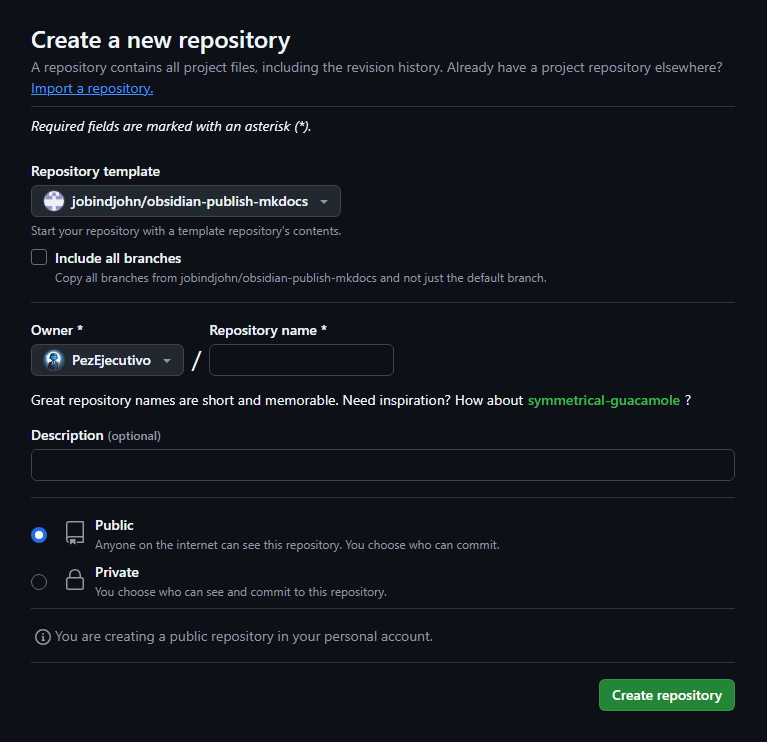 Create a new repository
A repository contains all project files, including the revision history. Already have a project repository elsewhere?
Import a repository.
Required fields are marked with an asterisk (*).
Repository template
jobindjohn/obsidian-publish-mkdocs
Start your repository with a template repository's contents.
Include all branches
Copy all branches from jobindjohn/obsidian-publish-mkdocs and not just the default branch.
Owner * Repository name *
PezEjecutivo /
Great repository names are short and memorable. Need inspiration? How about symmetrical-guacamole ?
Description (optional)
Public
Anyone on the internet can see this repository. You choose who can commit.
Private
You choose who can see and commit to this repository.
You are creating a public repository in your personal account.
Create repository